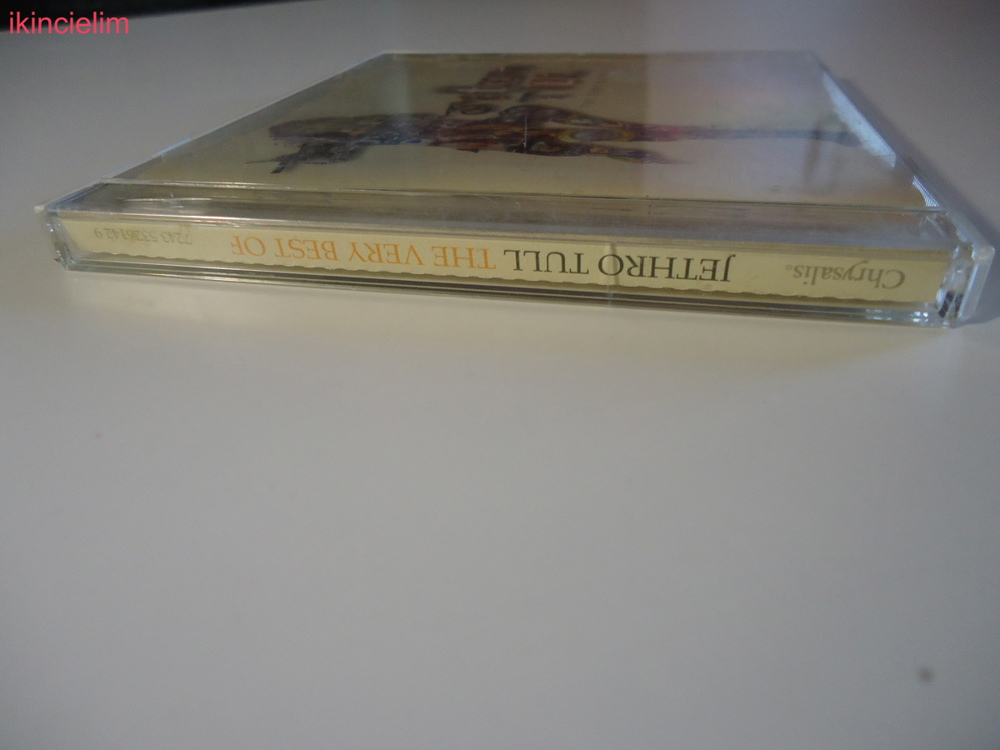 ikincielim
Chrysalis. JETHRO TULL THE VERY BEST OF